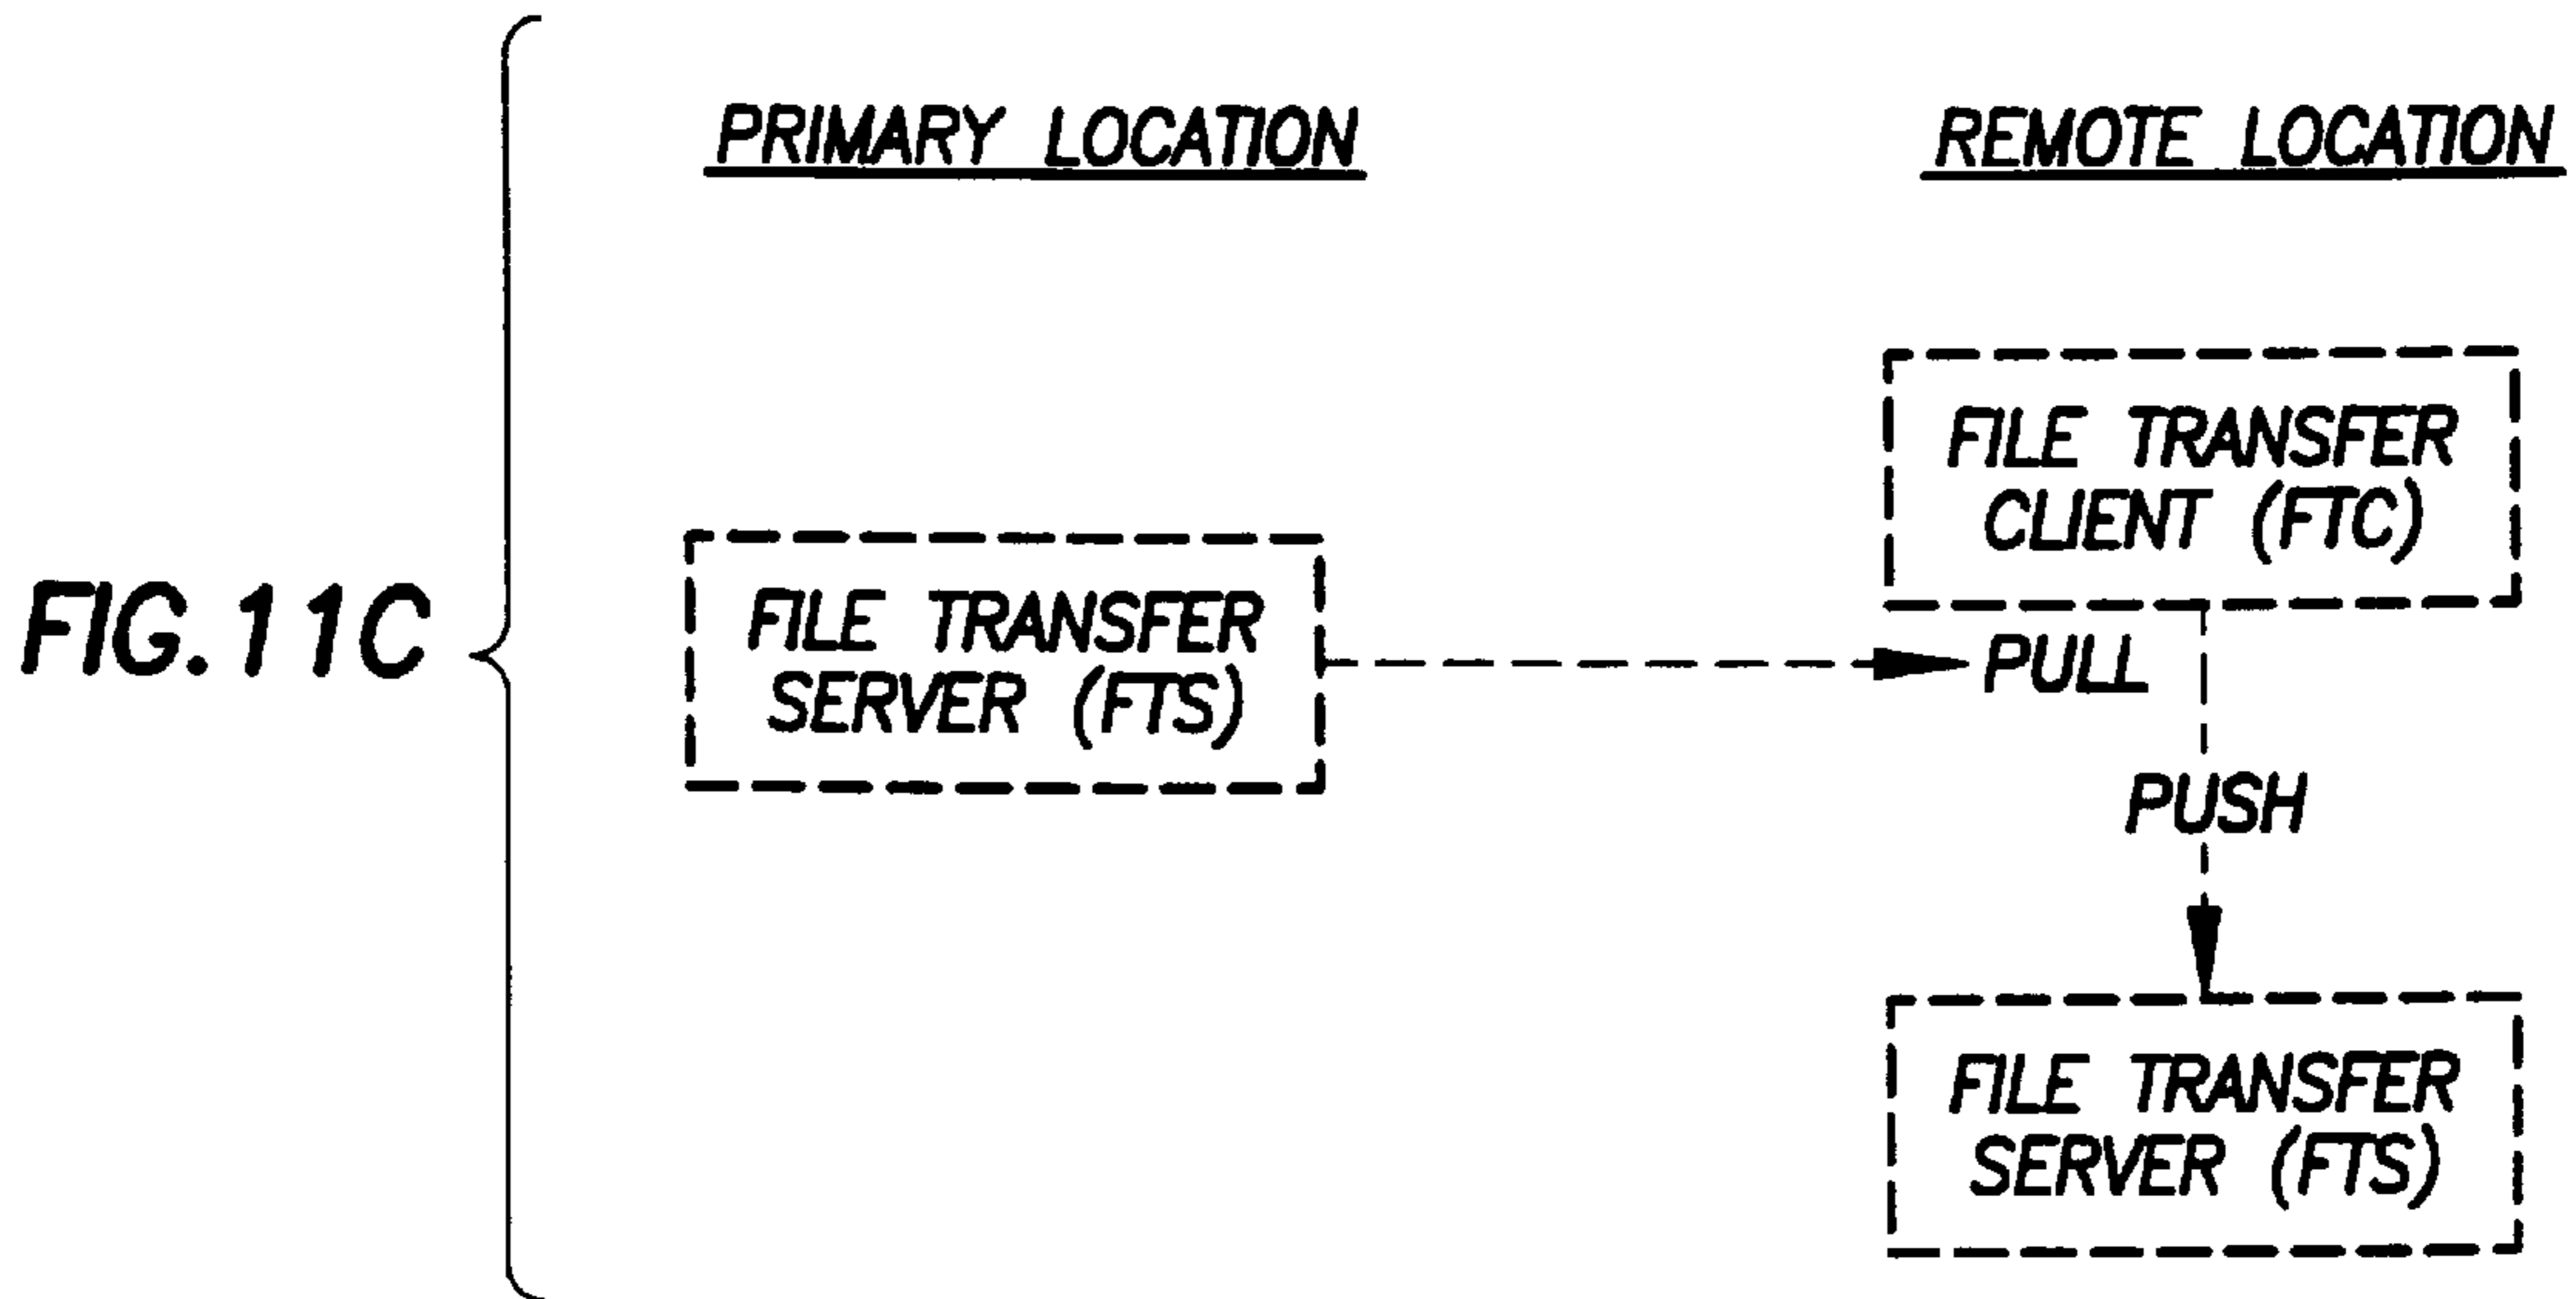 PRIMARY LOCATION
REMOTE LOCATION
FILE TRANSFER
CLIENT (FTC)
FIG. 11C
FILE TRANSFER
SERVER (FTS)
PULL
PUSH
FILE TRANSFER
SERVER (FTS)